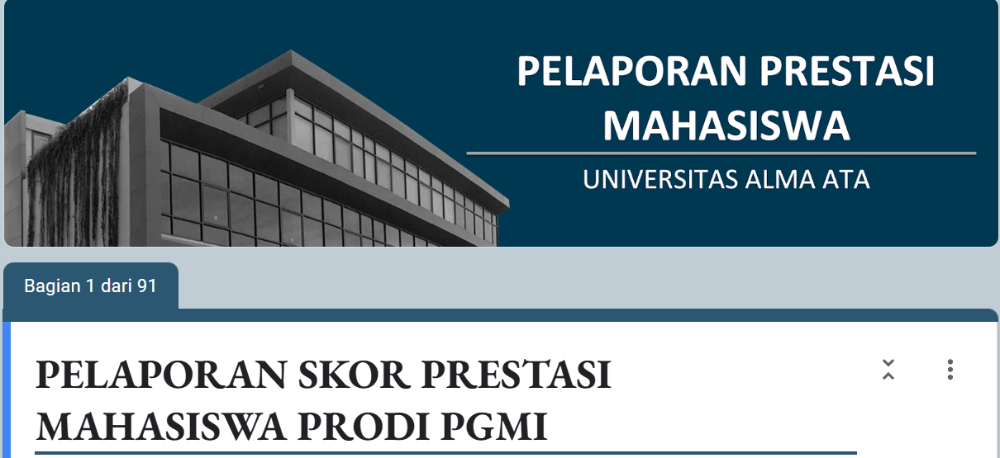 PELAPORAN PRESTASI
MAHASISWA
UNIVERSITAS ALMA ATA
Bagian 1 dari 91
PELAPORAN SKOR PRESTASI
MAHASISWA PRODI PGMI